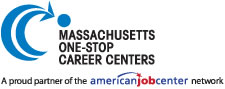 MASSACHUSETTS
ONE-STOP
CAREER CENTERS
A proud partner of the americanjobcenter network